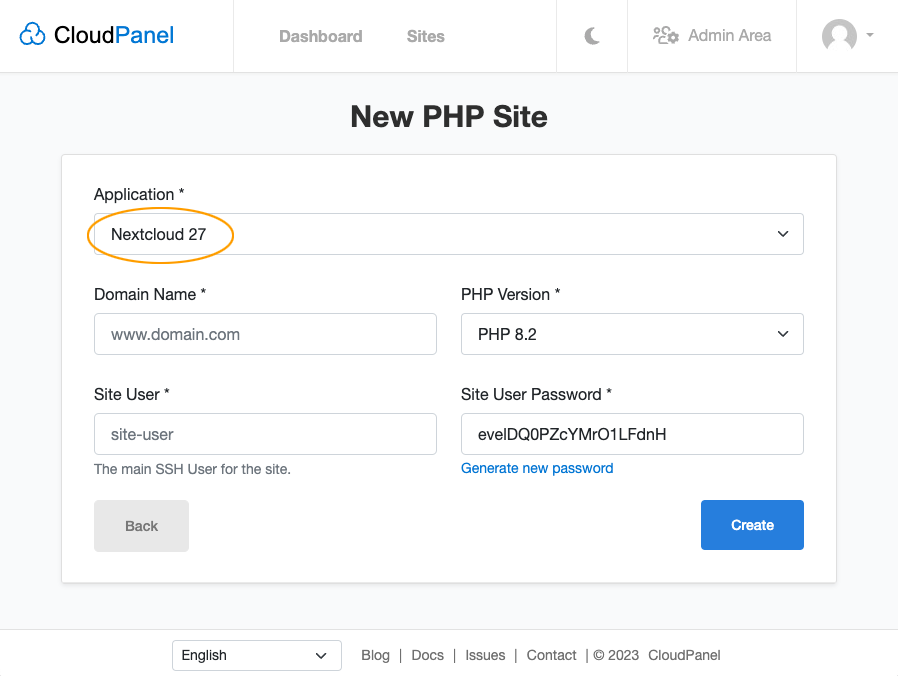 CloudPanel Dashboard Sites Admin Area
New PHP Site
Application *
Nextcloud 27
Domain Name * PHP Version *
www.domain.com PHP 8.2
Site User * Site User Password *
site-user evelDQ0PZcYMrO1LFdnH
The main SSH User for the site. Generate new password
Back Create
English Blog | Docs | Issues | Contact | © 2023 CloudPanel